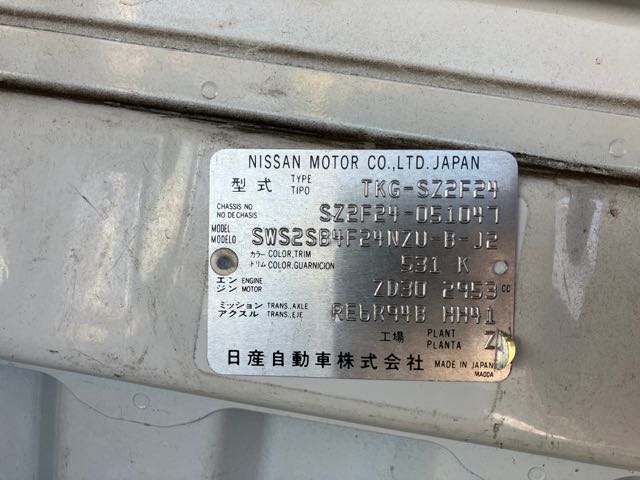 NISSAN MOTOR CO.,LTD.JAPAN
型式 TYPE TIPO TKG-SZ2F24
CHASSIS NO NO.DE CHASIS SZ2F24-051047
MODEL MODELO SWS2SB4F24NZU-B-J2
カラー COLOR,TRIM トリム COLOR,GUARNICION 531 K
エンジン ENGINE MOTOR ZD30 2953 cc
ミッション TRANS.,AXLE アクスル TRANS.,EJE RE6R94B HH41
工場 PLANT PLANTA Z
日産自動車株式会社 MADE IN JAPAN
MA0DA